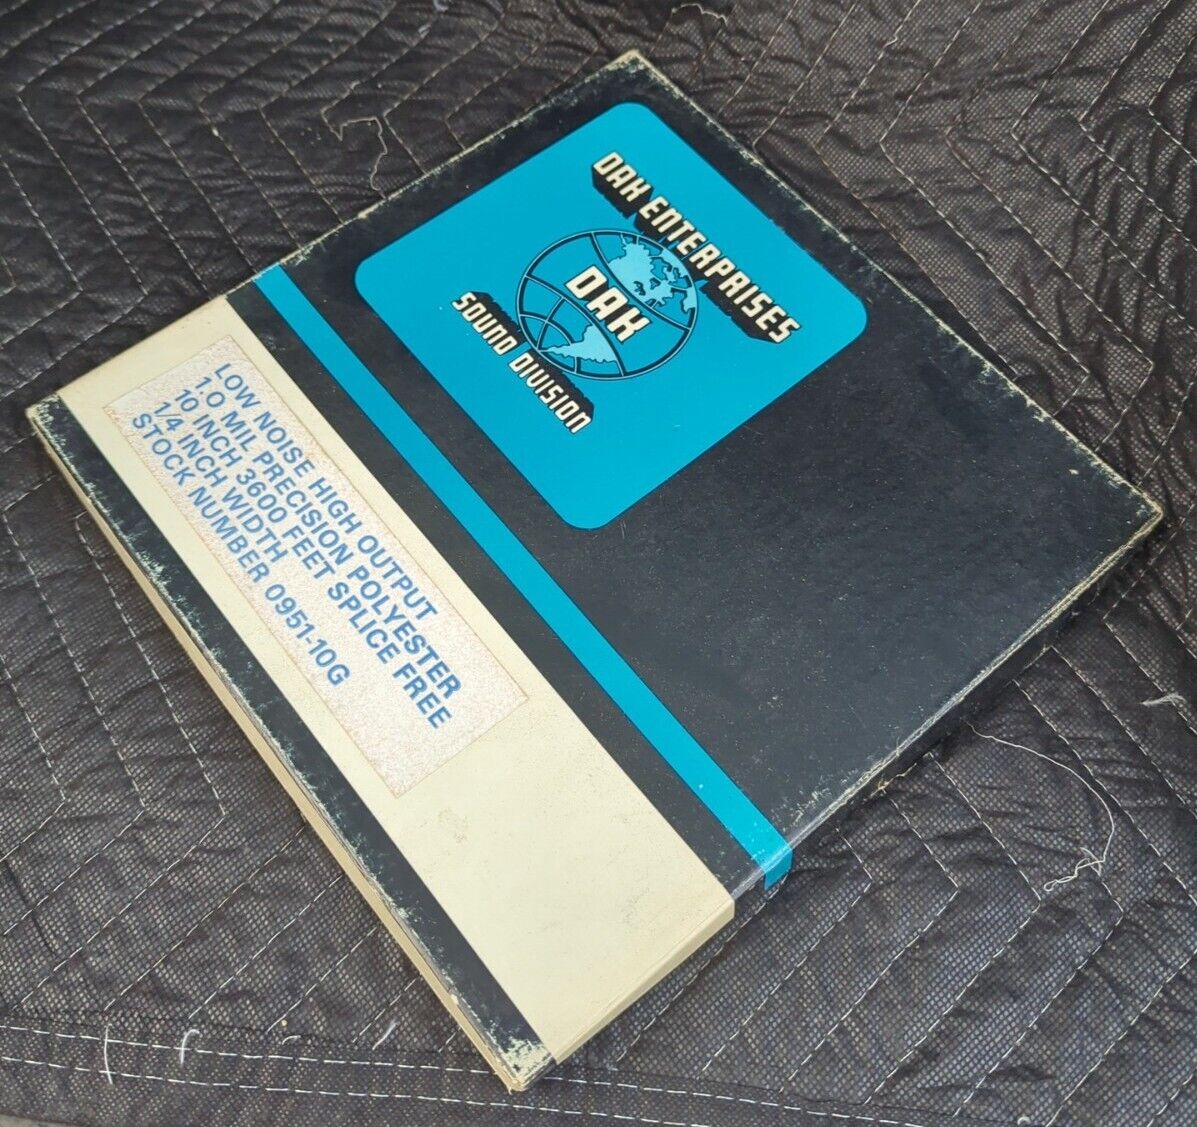 DAK ENTERPRISES
DAK
SOUND DIVISION
LOW NOISE HIGH OUTPUT
1.0 MIL PRECISION POLYESTER
10 INCH 3600 FEET SPLICE FREE
1/4 INCH WIDTH
STOCK NUMBER 0951-10G